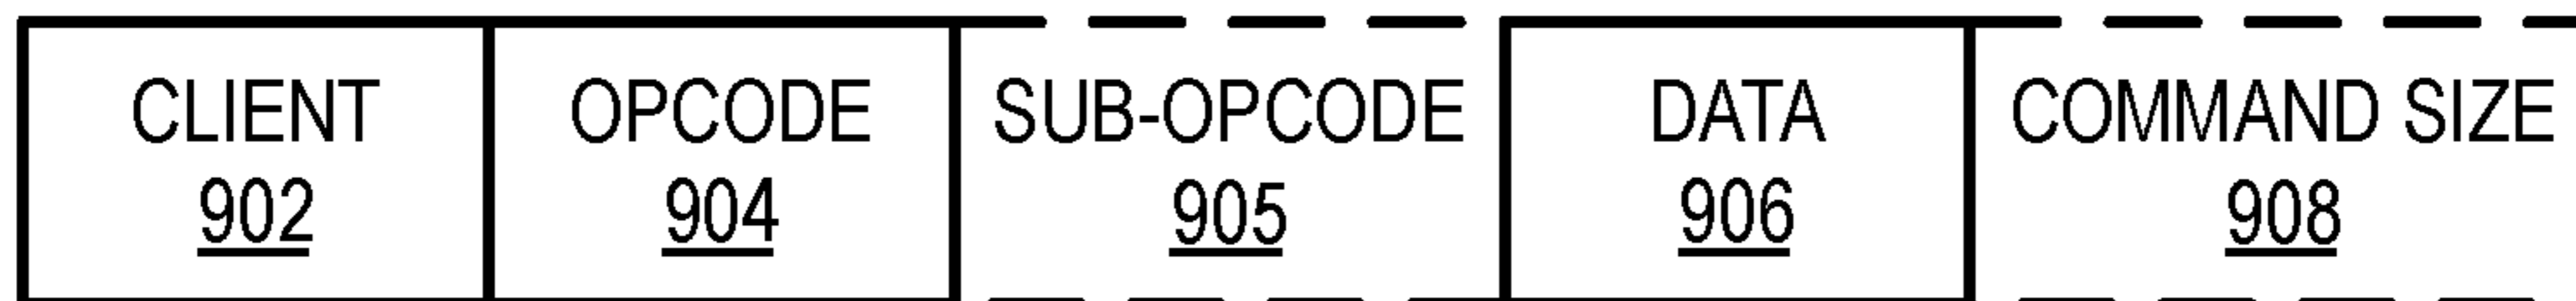 CLIENT OPCODE SUB-OPCODE DATA COMMAND SIZE
902 904 905 906 908